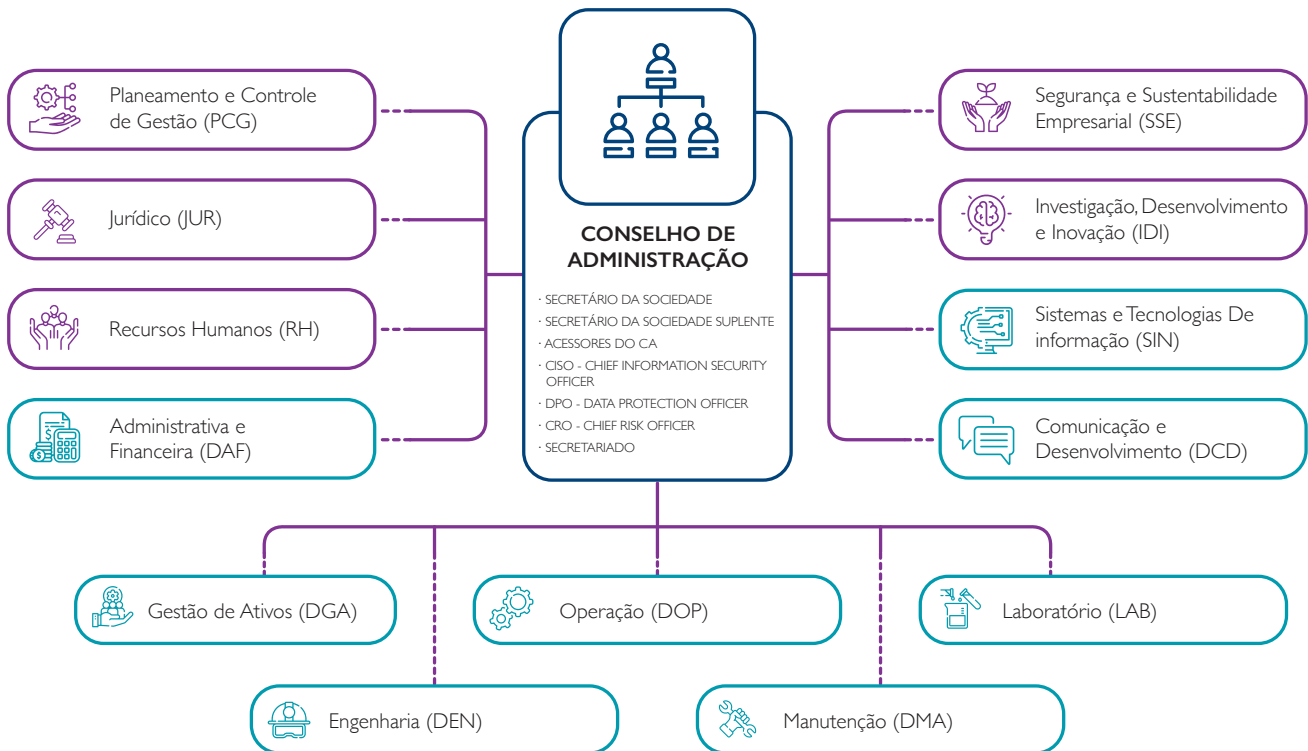 Planeamento e Controle
de Gestão (PCG)
Jurídico (JUR)
Recursos Humanos (RH)
Administrativa e
Financeira (DAF)
CONSELHO DE
ADMINISTRAÇÃO
· SECRETÁRIO DA SOCIEDADE
· SECRETÁRIO DA SOCIEDADE SUPLENTE
· ACESSORES DO CA
· CISO - CHIEF INFORMATION SECURITY
OFFICER
· DPO - DATA PROTECTION OFFICER
· CRO - CHIEF RISK OFFICER
· SECRETARIADO
Segurança e Sustentabilidade
Empresarial (SSE)
Investigação, Desenvolvimento
e Inovação (IDI)
Sistemas e Tecnologias De
informação (SIN)
Comunicação e
Desenvolvimento (DCD)
Gestão de Ativos (DGA)
Operação (DOP)
Laboratório (LAB)
Engenharia (DEN)
Manutenção (DMA)